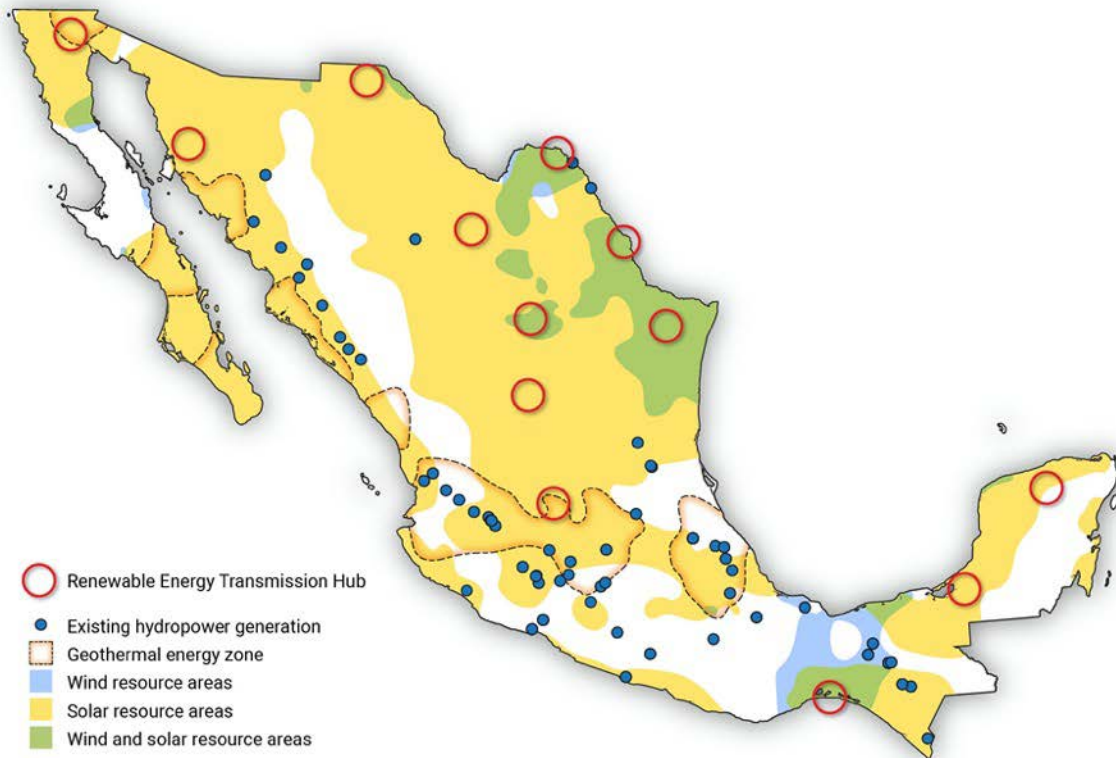 Renewable Energy Transmission Hub
Existing hydropower generation
Geothermal energy zone
Wind resource areas
Solar resource areas
Wind and solar resource areas